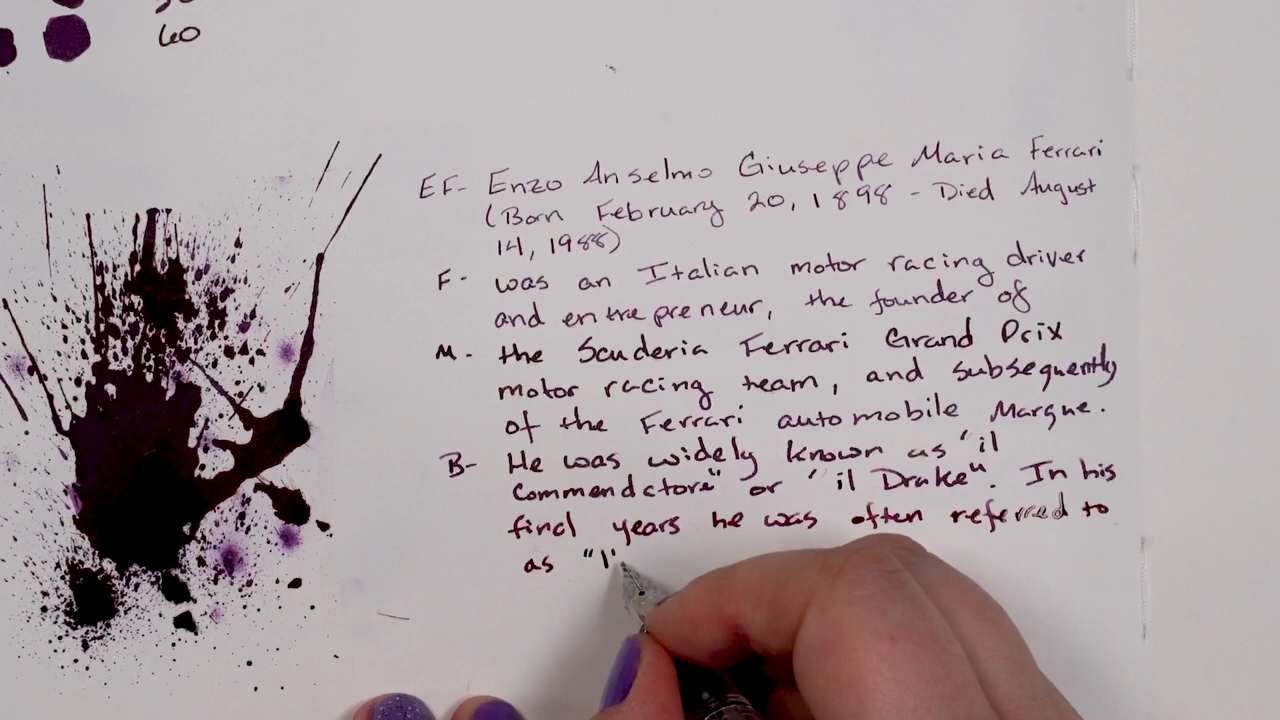 60
EF- Enzo Anselmo Giuseppe Maria Ferrari
(Born February 20, 1898 - Died August
14, 1988)
F- was an Italian motor racing driver
and entrepreneur, the founder of
M- the Scuderia Ferrari Grand Prix
motor racing team, and subsequently
of the Ferrari automobile Marque.
B- He was widely known as 'il
Commendatore" or 'il Drake". In his
final years he was often referred to
as "l'